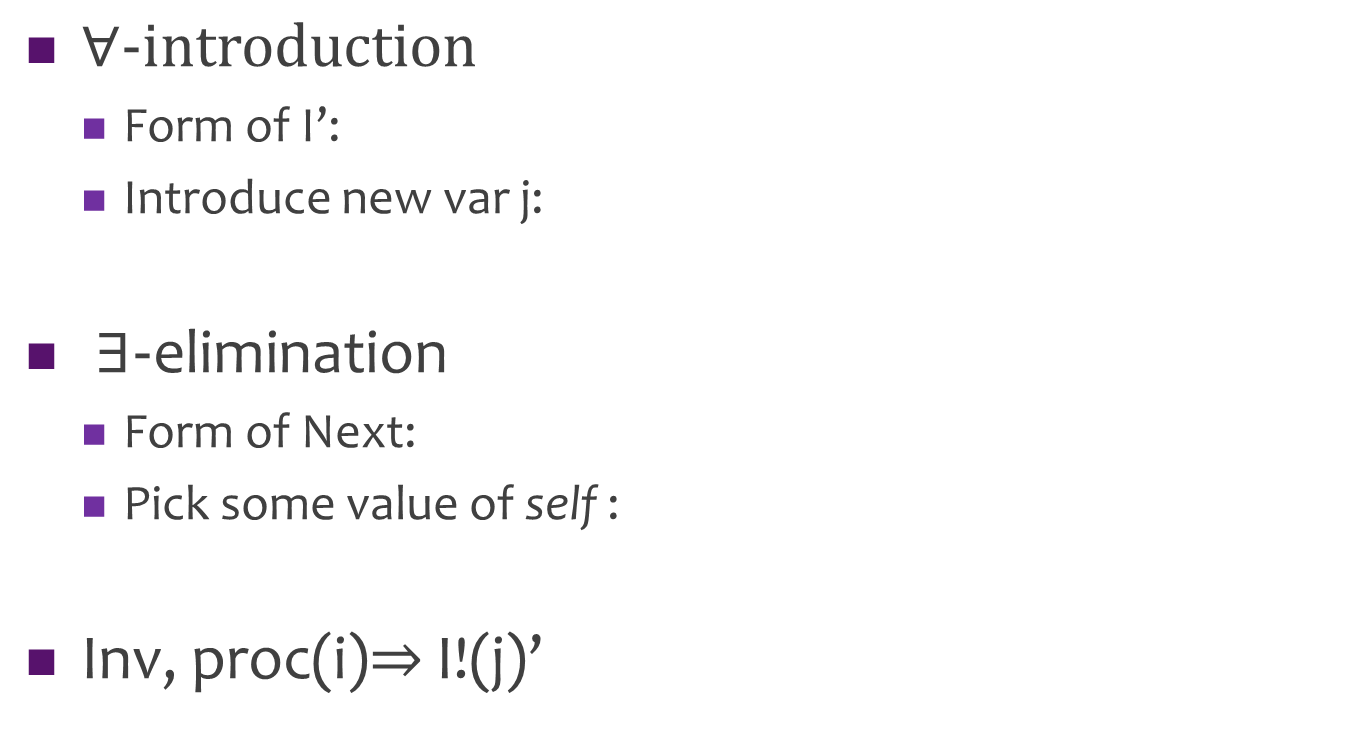 ∀-introduction
Form of I’:
Introduce new var j:
∃-elimination
Form of Next:
Pick some value of self :
Inv, proc(i)⇒ I!(j)’